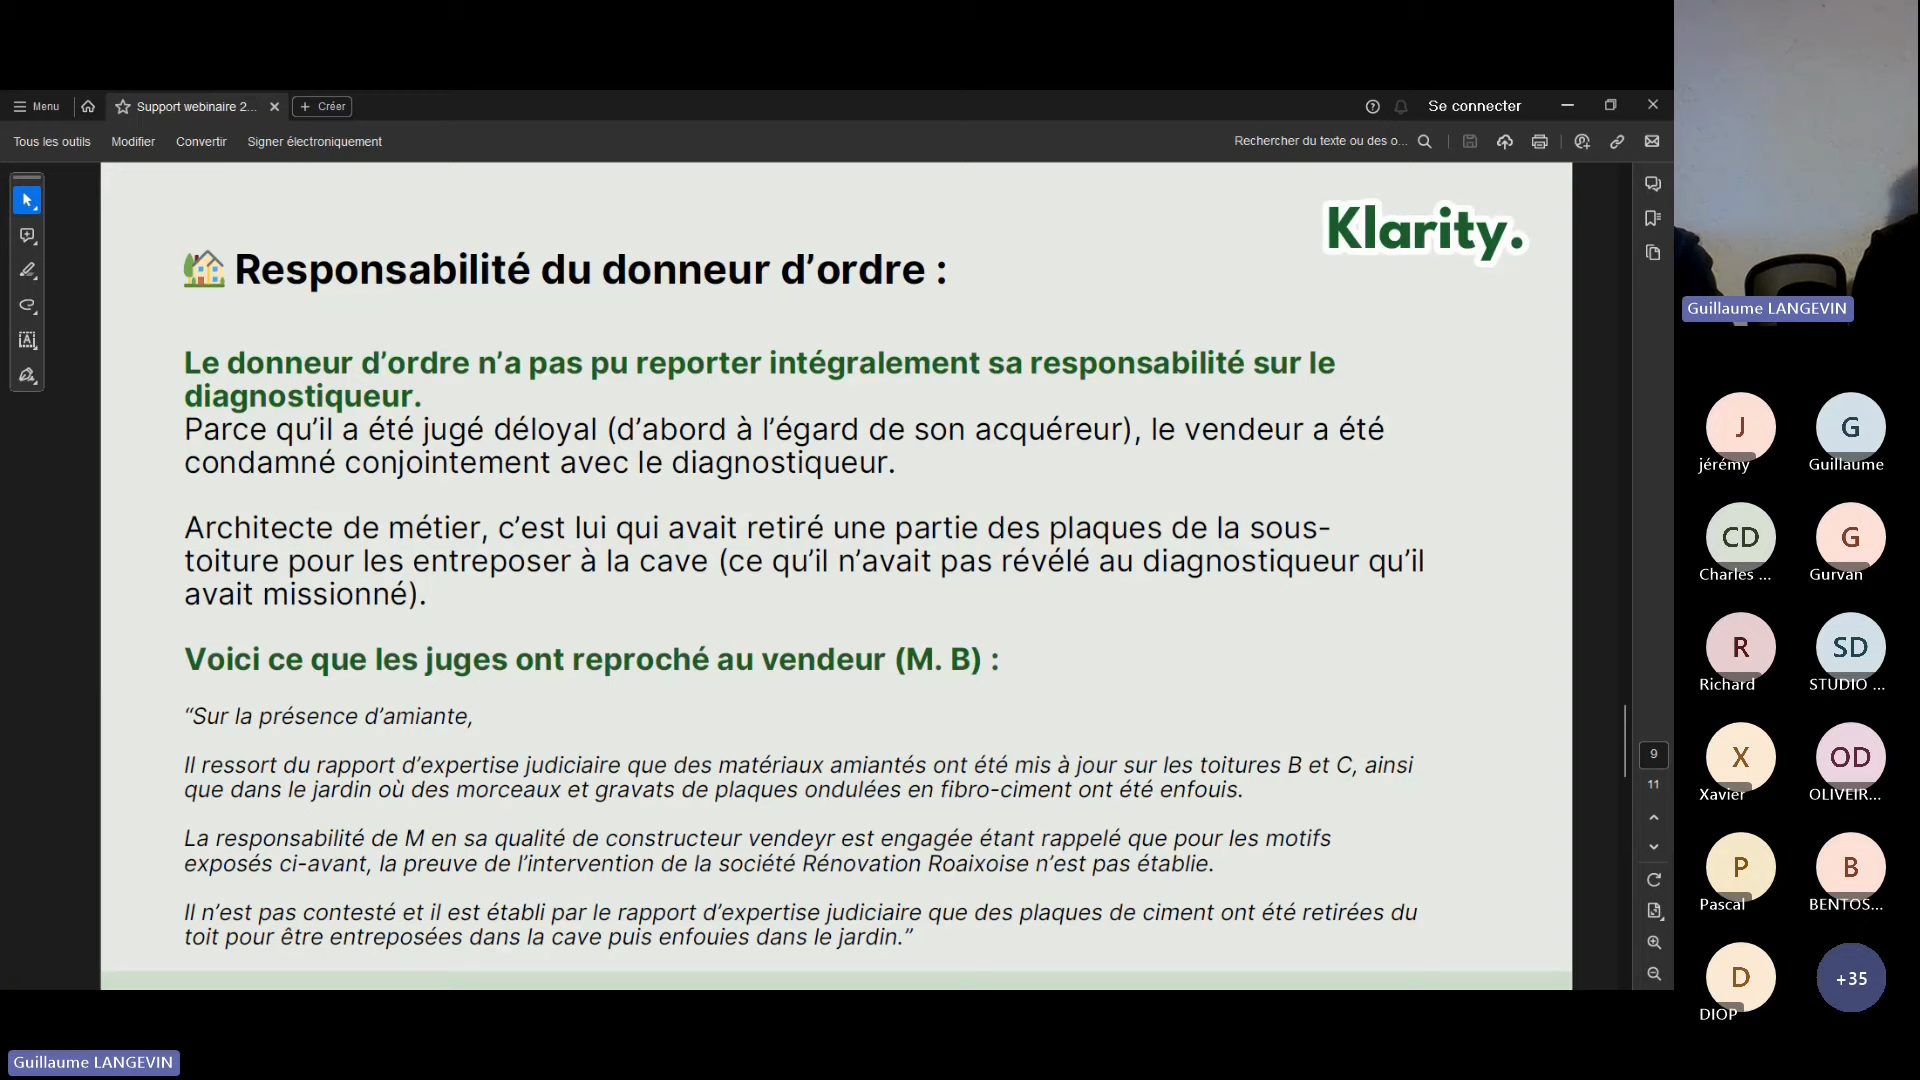 Menu
Support webinaire 2...
Créer
Se connecter
Tous les outils
Modifier
Convertir
Signer électroniquement
Rechercher du texte ou des o...
Klarity.
Responsabilité du donneur d’ordre :
Le donneur d’ordre n’a pas pu reporter intégralement sa responsabilité sur le
diagnostiqueur.
Parce qu’il a été jugé déloyal (d’abord à l’égard de son acquéreur), le vendeur a été
condamné conjointement avec le diagnostiqueur.
Architecte de métier, c’est lui qui avait retiré une partie des plaques de la sous-
toiture pour les entreposer à la cave (ce qu’il n’avait pas révélé au diagnostiqueur qu’il
avait missionné).
Voici ce que les juges ont reproché au vendeur (M. B) :
“Sur la présence d’amiante,
Il ressort du rapport d’expertise judiciaire que des matériaux amiantés ont été mis à jour sur les toitures B et C, ainsi
que dans le jardin où des morceaux et gravats de plaques ondulées en fibro-ciment ont été enfouis.
La responsabilité de M en sa qualité de constructeur vendeyr est engagée étant rappelé que pour les motifs
exposés ci-avant, la preuve de l’intervention de la société Rénovation Roaixoise n’est pas établie.
Il n’est pas contesté et il est établi par le rapport d’expertise judiciaire que des plaques de ciment ont été retirées du
toit pour être entreposées dans la cave puis enfouies dans le jardin.”
9
11
Guillaume LANGEVIN
J
jérémy
G
Guillaume
CD
Charles ...
G
Gurvan
R
Richard
SD
STUDIO ...
X
Xavier
OD
OLIVEIR...
P
Pascal
B
BENTOS...
D
DIOP
+35
Guillaume LANGEVIN